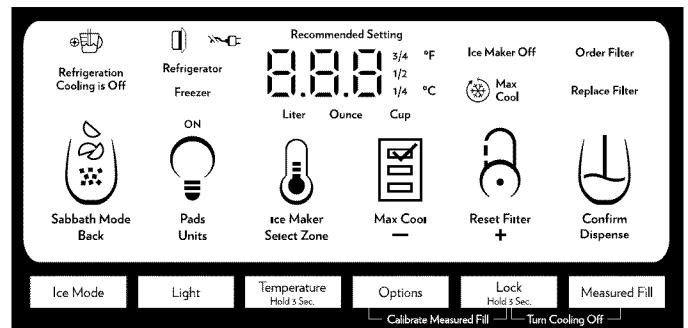 Recommended Setting
8.8.8
3/4 °F
1/2
1/4 °C
Liter Ounce Cup
Refrigeration
Cooling is Off
Refrigerator
Freezer
Ice Maker Off
Max
Cool
Order Filter
Replace Filter
ON
Sabbath Mode
Back
Pads
Units
Ice Maker
Select Zone
Max Cool
–
Reset Filter
+
Confirm
Dispense
Ice Mode
Light
Temperature
Hold 3 Sec.
Options
Lock
Hold 3 Sec.
Measured Fill
Calibrate Measured Fill
Turn Cooling Off